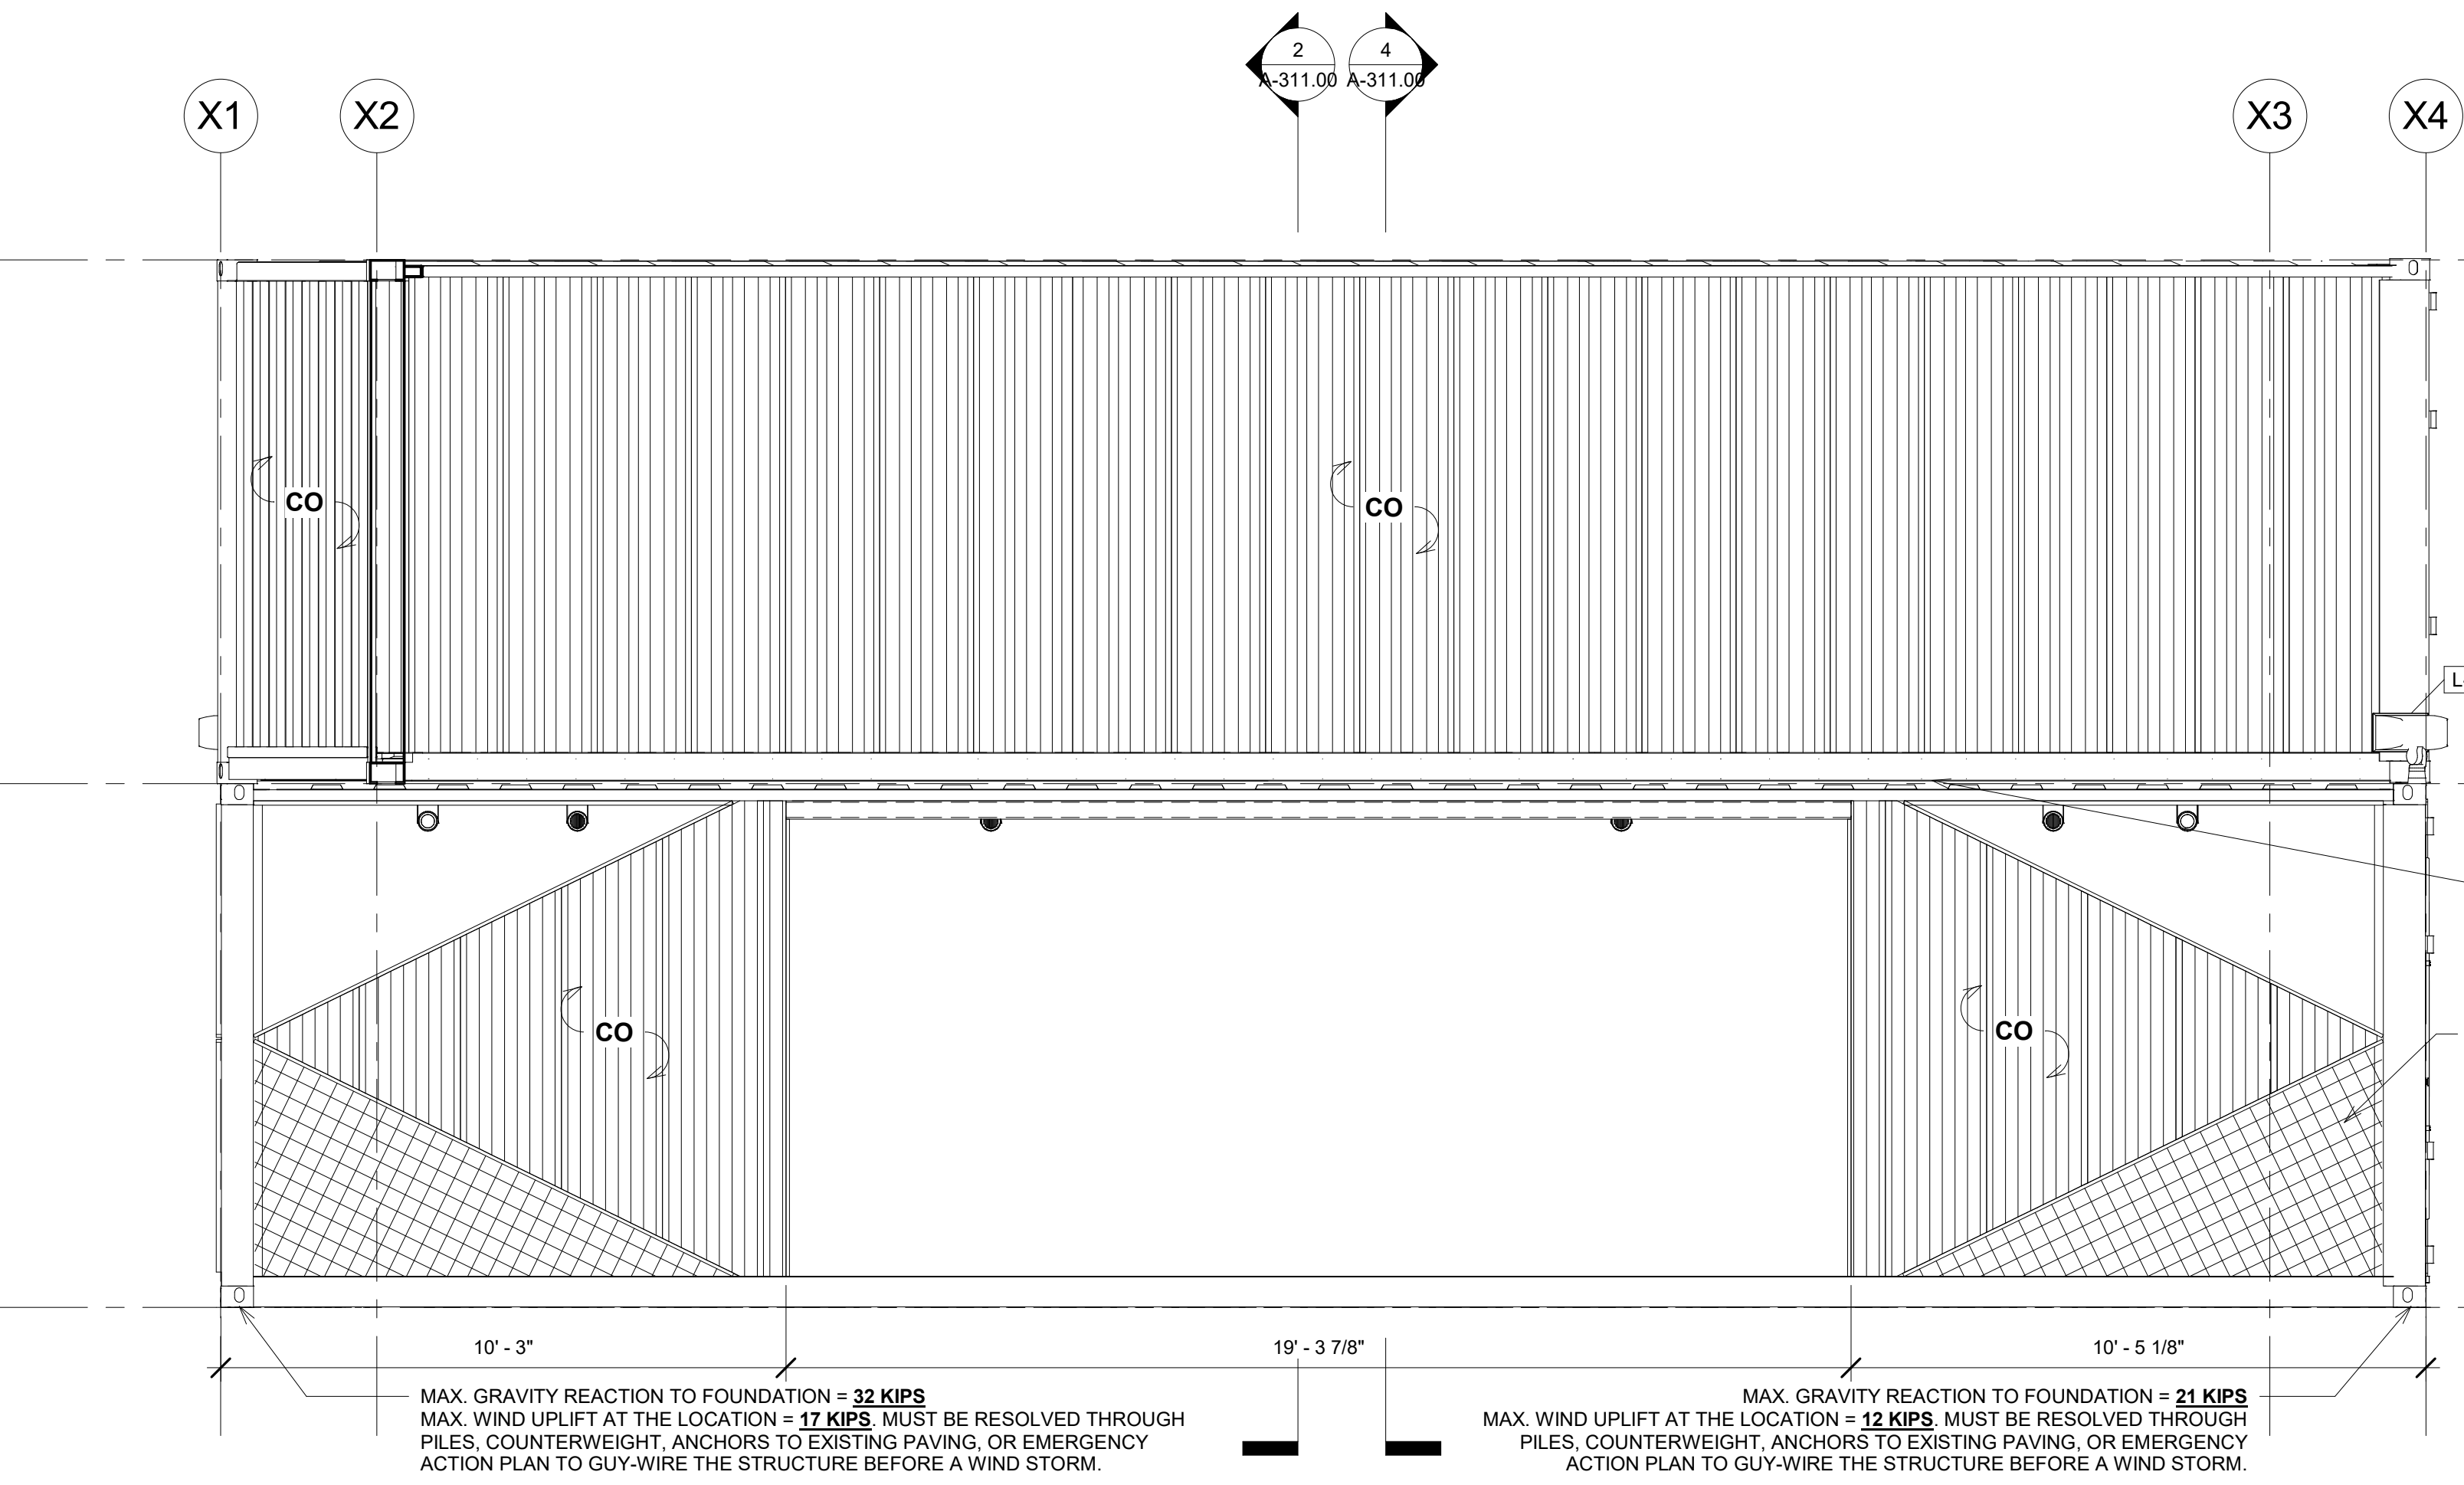 2 4
A-311.00 A-311.00
X1 X2 X3 X4
CO CO
L
CO CO
10' - 3" 19' - 3 7/8" 10' - 5 1/8"
MAX. GRAVITY REACTION TO FOUNDATION = 32 KIPS
MAX. WIND UPLIFT AT THE LOCATION = 17 KIPS. MUST BE RESOLVED THROUGH
PILES, COUNTERWEIGHT, ANCHORS TO EXISTING PAVING, OR EMERGENCY
ACTION PLAN TO GUY-WIRE THE STRUCTURE BEFORE A WIND STORM.
MAX. GRAVITY REACTION TO FOUNDATION = 21 KIPS
MAX. WIND UPLIFT AT THE LOCATION = 12 KIPS. MUST BE RESOLVED THROUGH
PILES, COUNTERWEIGHT, ANCHORS TO EXISTING PAVING, OR EMERGENCY
ACTION PLAN TO GUY-WIRE THE STRUCTURE BEFORE A WIND STORM.